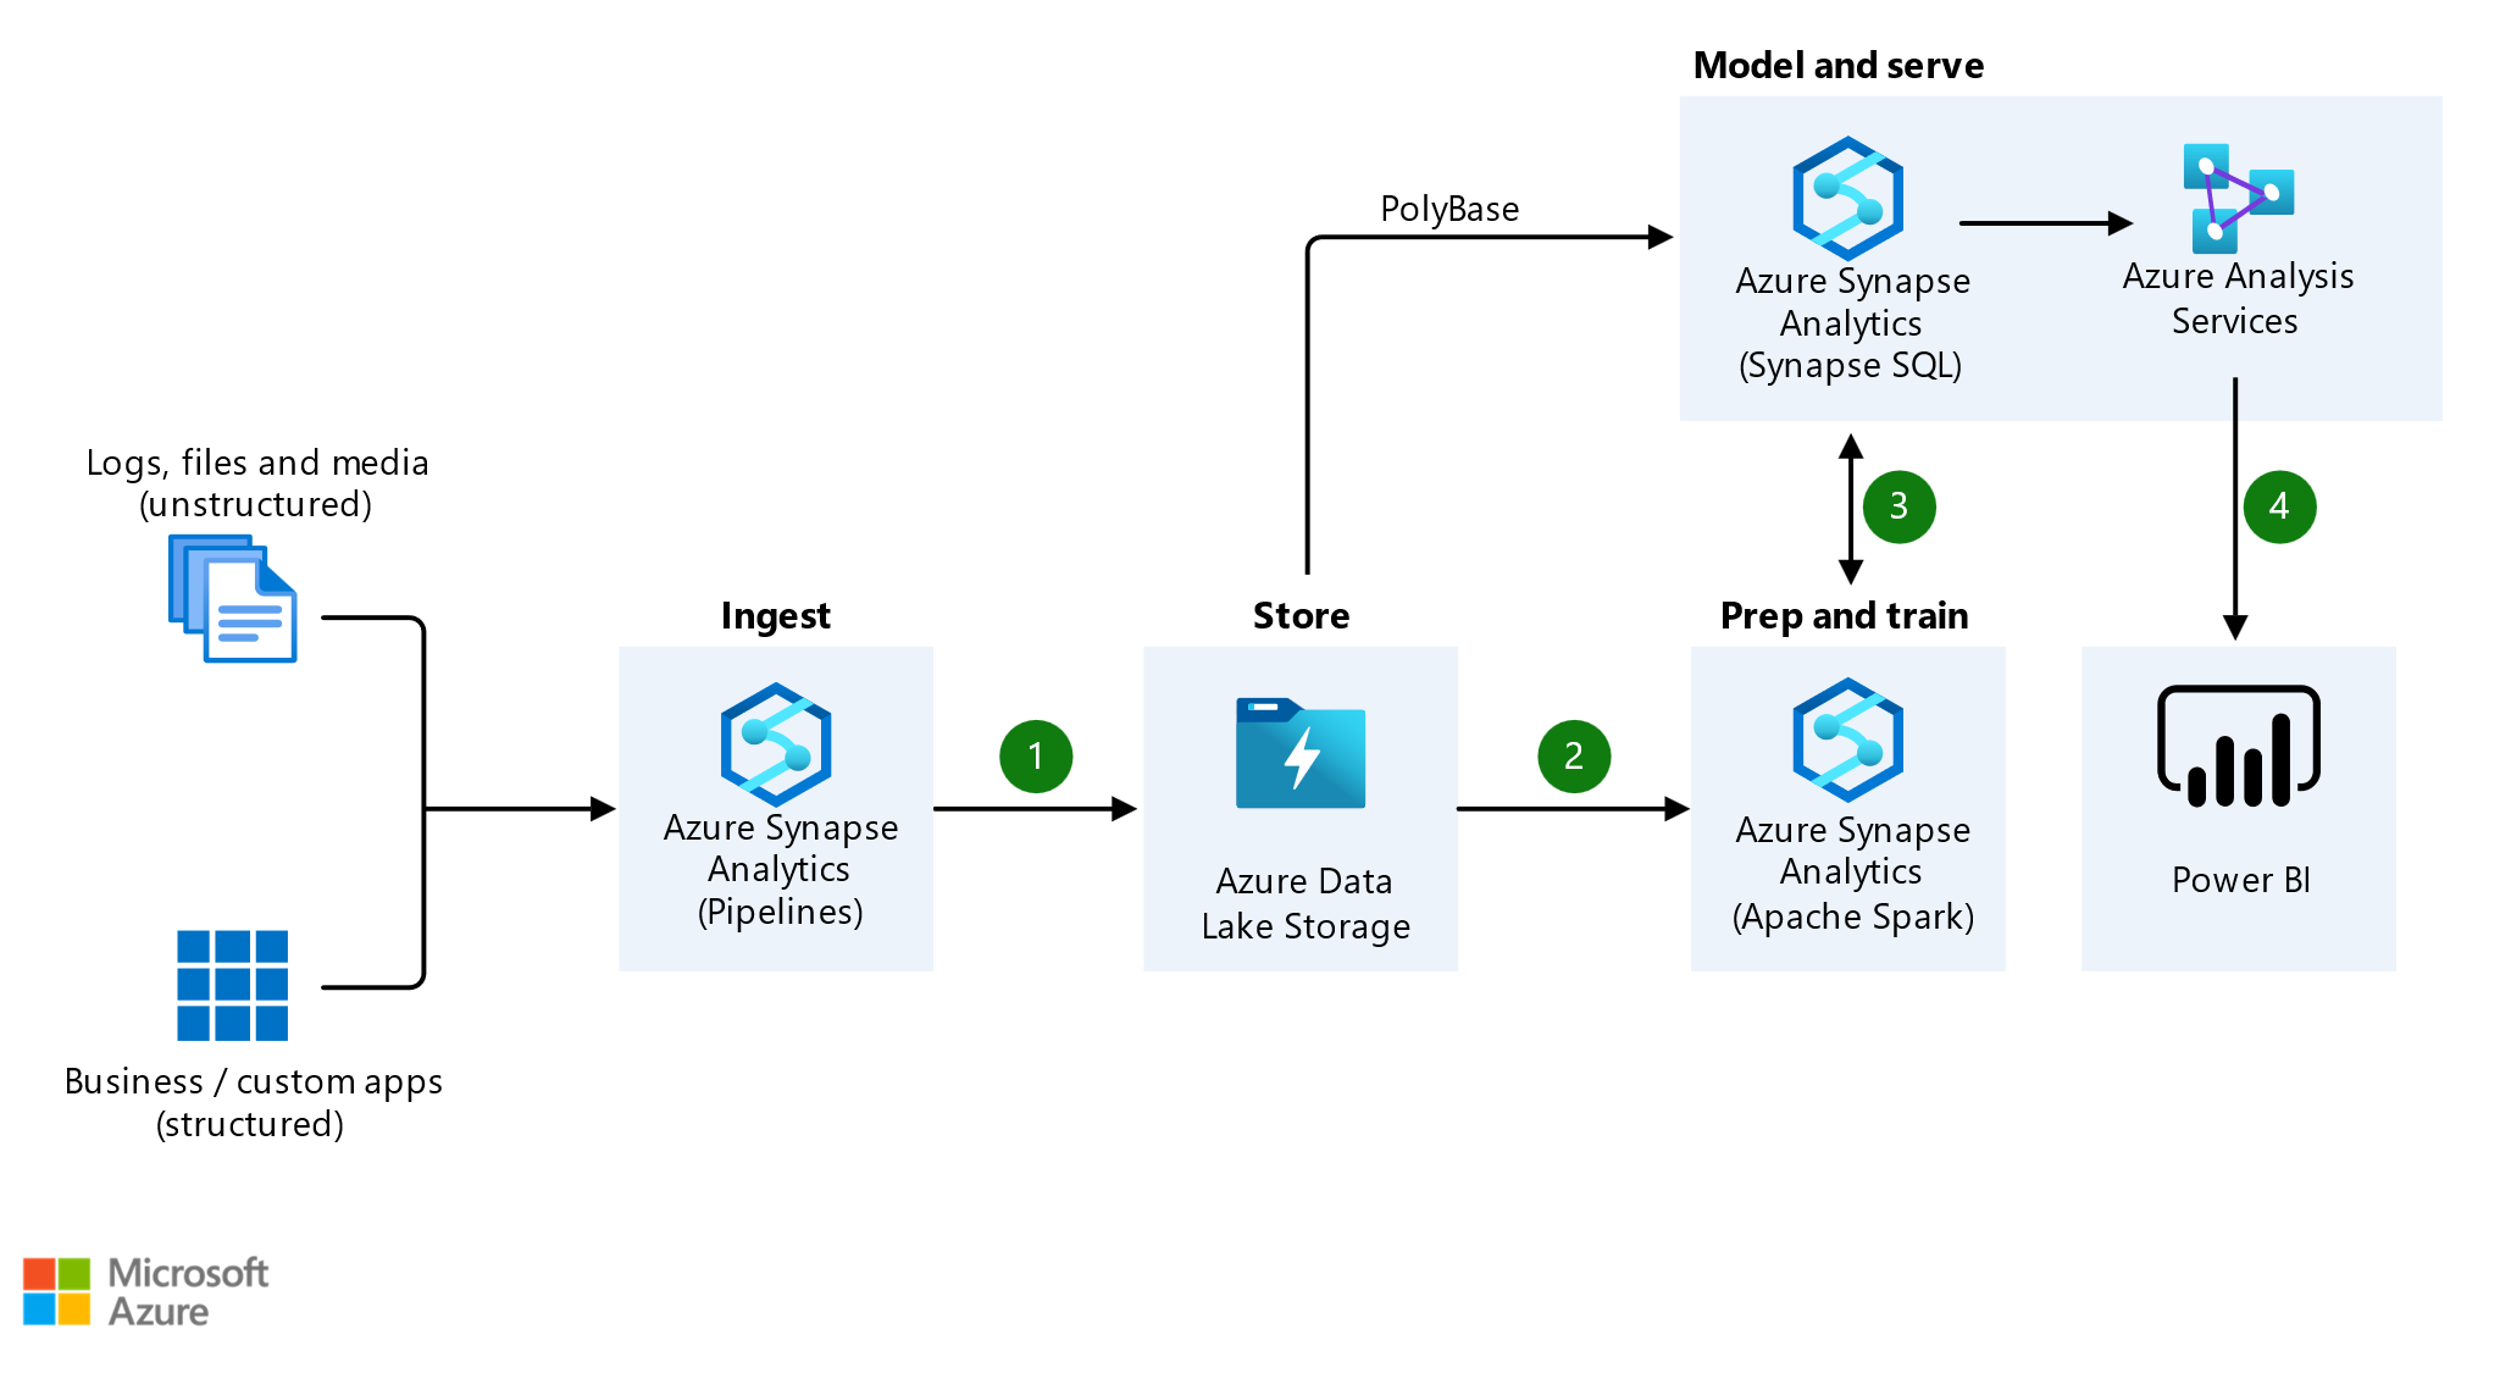 Model and serve
PolyBase
Azure Synapse
Analytics
(Synapse SQL)
Azure Analysis
Services
Logs, files and media
(unstructured)
3
4
Ingest
Store
Prep and train
1
2
Azure Synapse
Analytics
(Pipelines)
Azure Data
Lake Storage
Azure Synapse
Analytics
(Apache Spark)
Power BI
Business / custom apps
(structured)
Microsoft
Azure